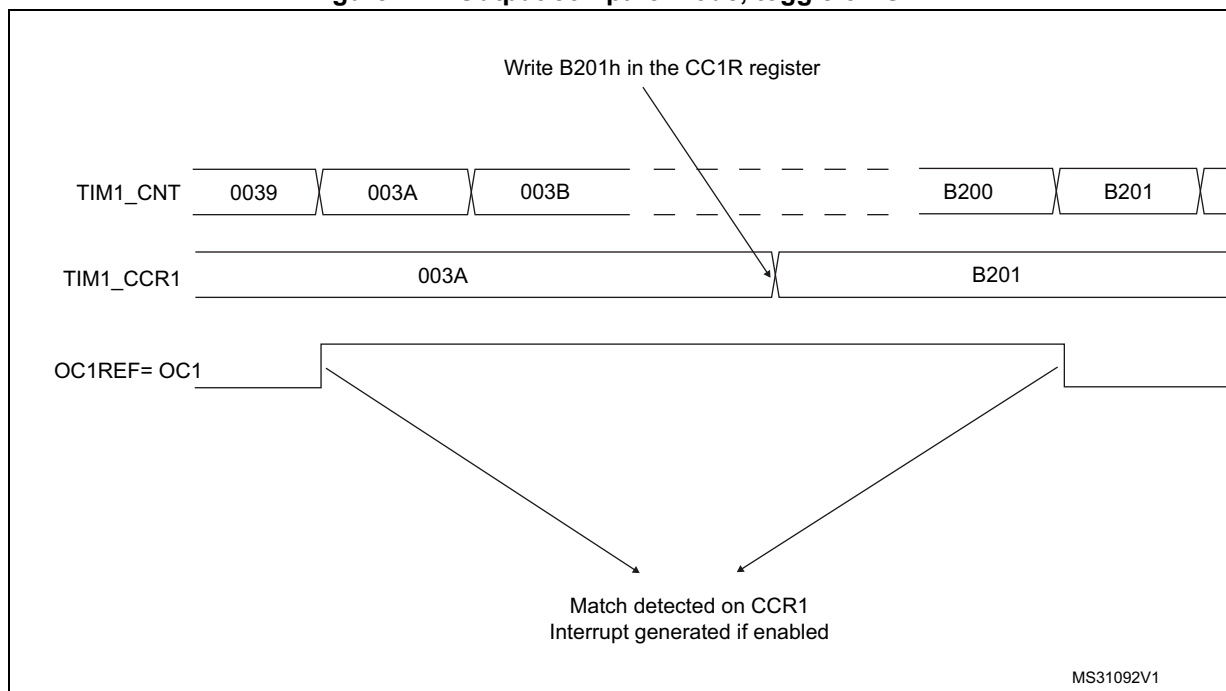 Write B201h in the CC1R register
TIM1_CNT 0039 003A 003B B200 B201
TIM1_CCR1 003A B201
OC1REF= OC1
Match detected on CCR1
Interrupt generated if enabled
MS31092V1